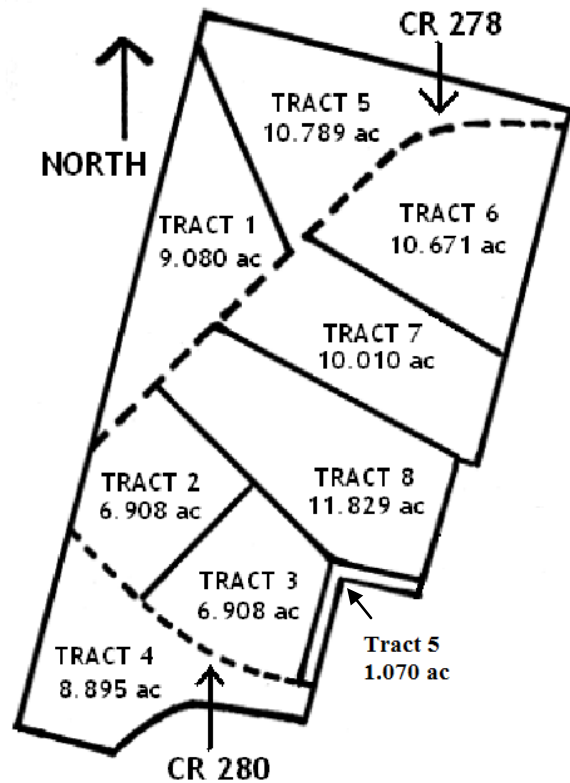 CR 278
NORTH
TRACT 5
10.789 ac
TRACT 1
9.080 ac
TRACT 6
10.671 ac
TRACT 7
10.010 ac
TRACT 2
6.908 ac
TRACT 8
11.829 ac
TRACT 3
6.908 ac
Tract 5
1.070 ac
TRACT 4
8.895 ac
CR 280